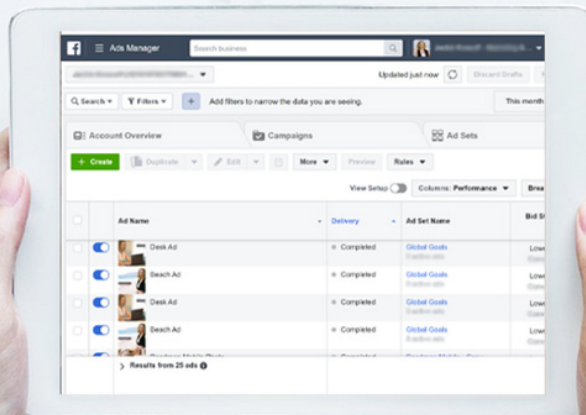 f Ads Manager Search business
Updated just now Discard Drafts
Search Filters + Add filters to narrow the data you are seeing. This month
Account Overview Campaigns Ad Sets
+ Create Duplicate Edit More Preview Rules
View Setup Columns: Performance
Ad Name Delivery Ad Set Name
Desk Ad Completed Global Goals
Beach Ad Completed Global Goals
Desk Ad Completed Global Goals
Beach Ad Completed Global Goals
Results from 25 ads